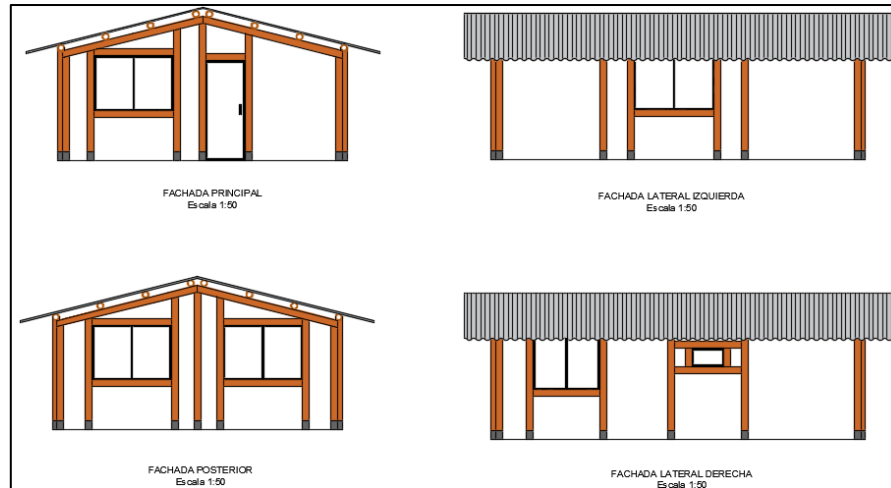 FACHADA PRINCIPAL
Escala 1:50
FACHADA LATERAL IZQUIERDA
Escala 1:50
FACHADA POSTERIOR
Escala 1:50
FACHADA LATERAL DERECHA
Escala 1:50